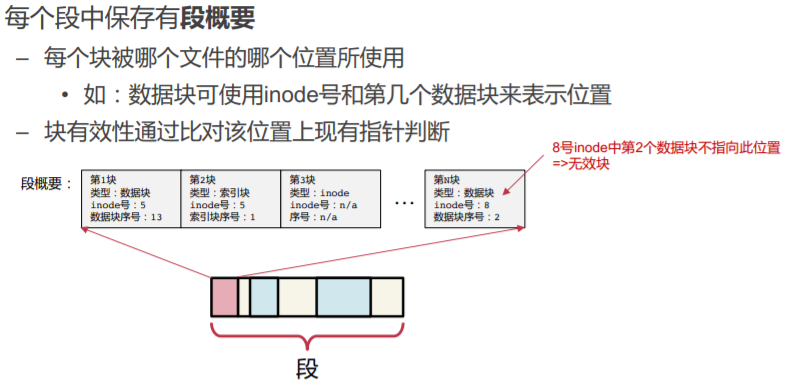 每个段中保存有段概要
– 每个块被哪个文件的哪个位置所使用
• 如：数据块可使用inode号和第几个数据块来表示位置
– 块有效性通过比对该位置上现有指针判断
8号inode中第2个数据块不指向此位置
=>无效块
段概要：
第1块
类型：数据块
inode号：5
数据块序号：13
第2块
类型：索引块
inode号：5
索引块序号：1
第3块
类型：inode
inode号：n/a
序号：n/a
...
第N块
类型：数据块
inode号：8
数据块序号：2
段